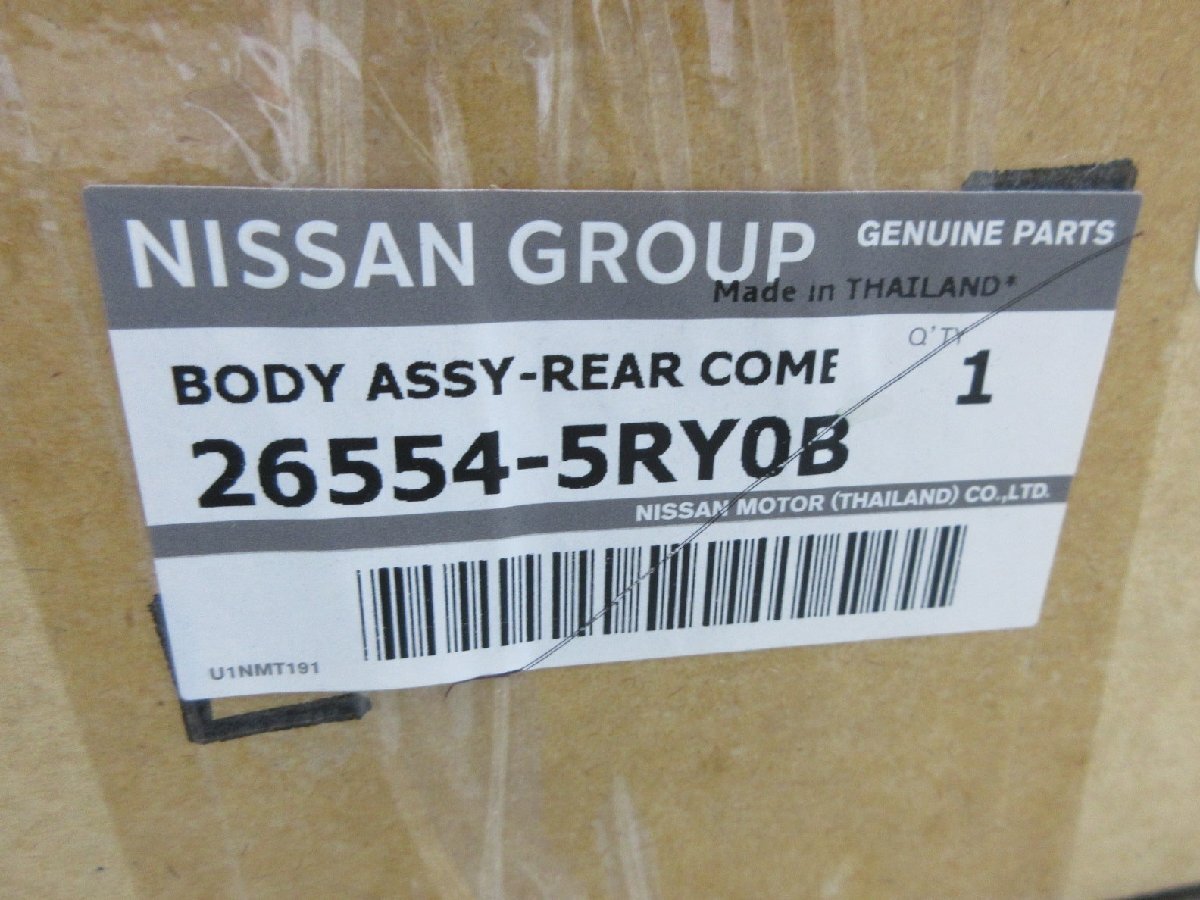 NISSAN GROUP GENUINE PARTS
Made in THAILAND*
BODY ASSY-REAR COMB Q'TY
26554-5RY0B 1
NISSAN MOTOR (THAILAND) CO.,LTD.
U1NMT191